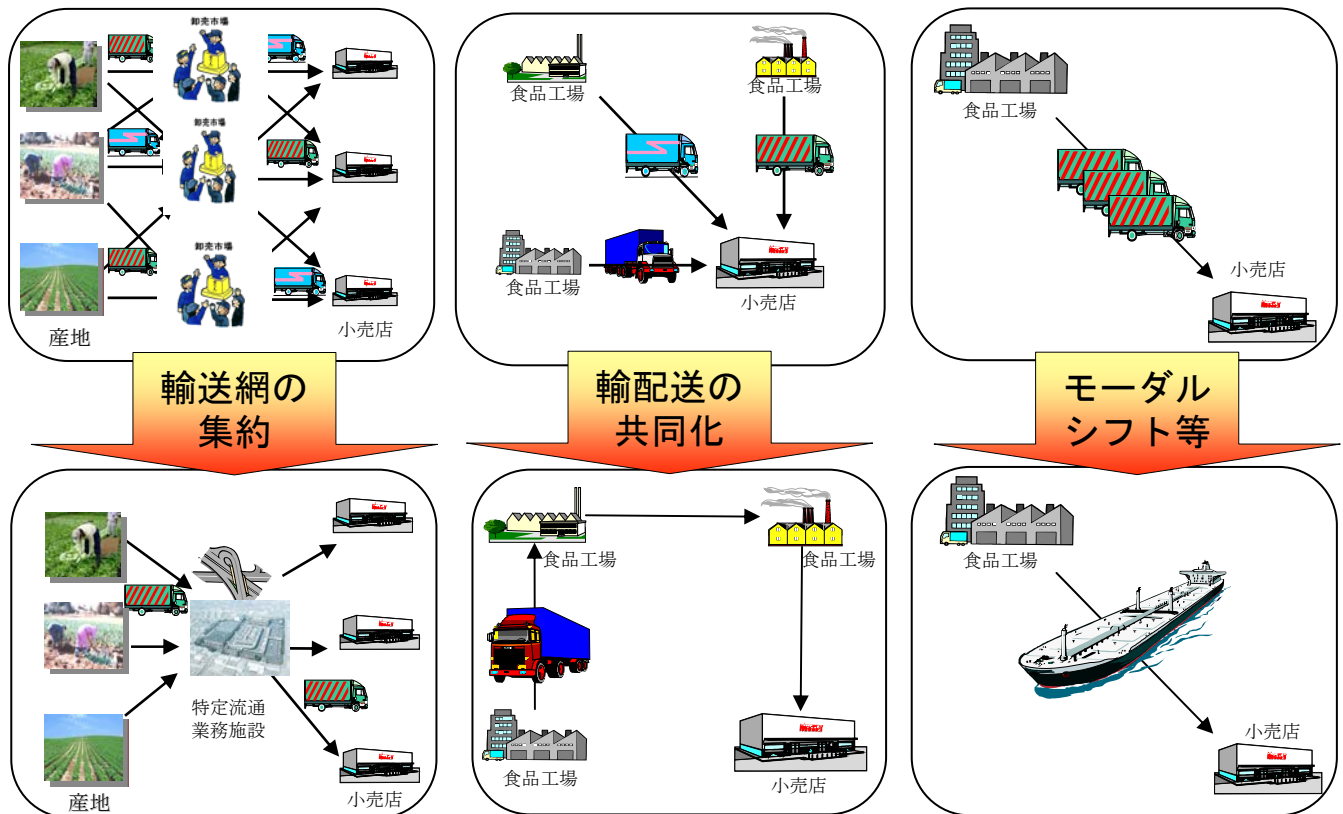 卸売市場
卸売市場
卸売市場
産地
小売店
食品工場
食品工場
食品工場
小売店
食品工場
小売店
輸送網の
集約
輸配送の
共同化
モーダル
シフト等
特定流通
業務施設
産地
小売店
食品工場
食品工場
食品工場
小売店
食品工場
小売店